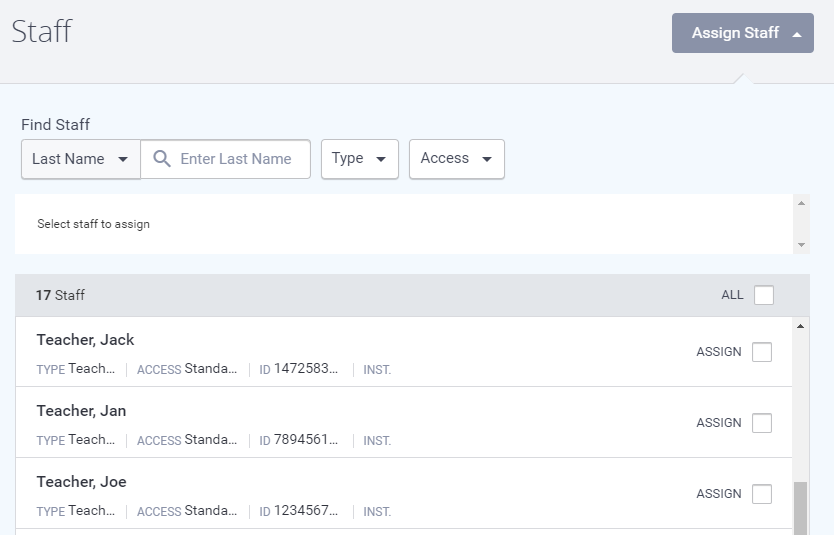 Staff
Assign Staff
Find Staff
Last Name Enter Last Name Type Access
Select staff to assign
17 Staff ALL
Teacher, Jack
ASSIGN
TYPE Teach... ACCESS Standa... ID 1472583... INST.
Teacher, Jan
ASSIGN
TYPE Teach... ACCESS Standa... ID 7894561... INST.
Teacher, Joe
ASSIGN
TYPE Teach... ACCESS Standa... ID 1234567... INST.